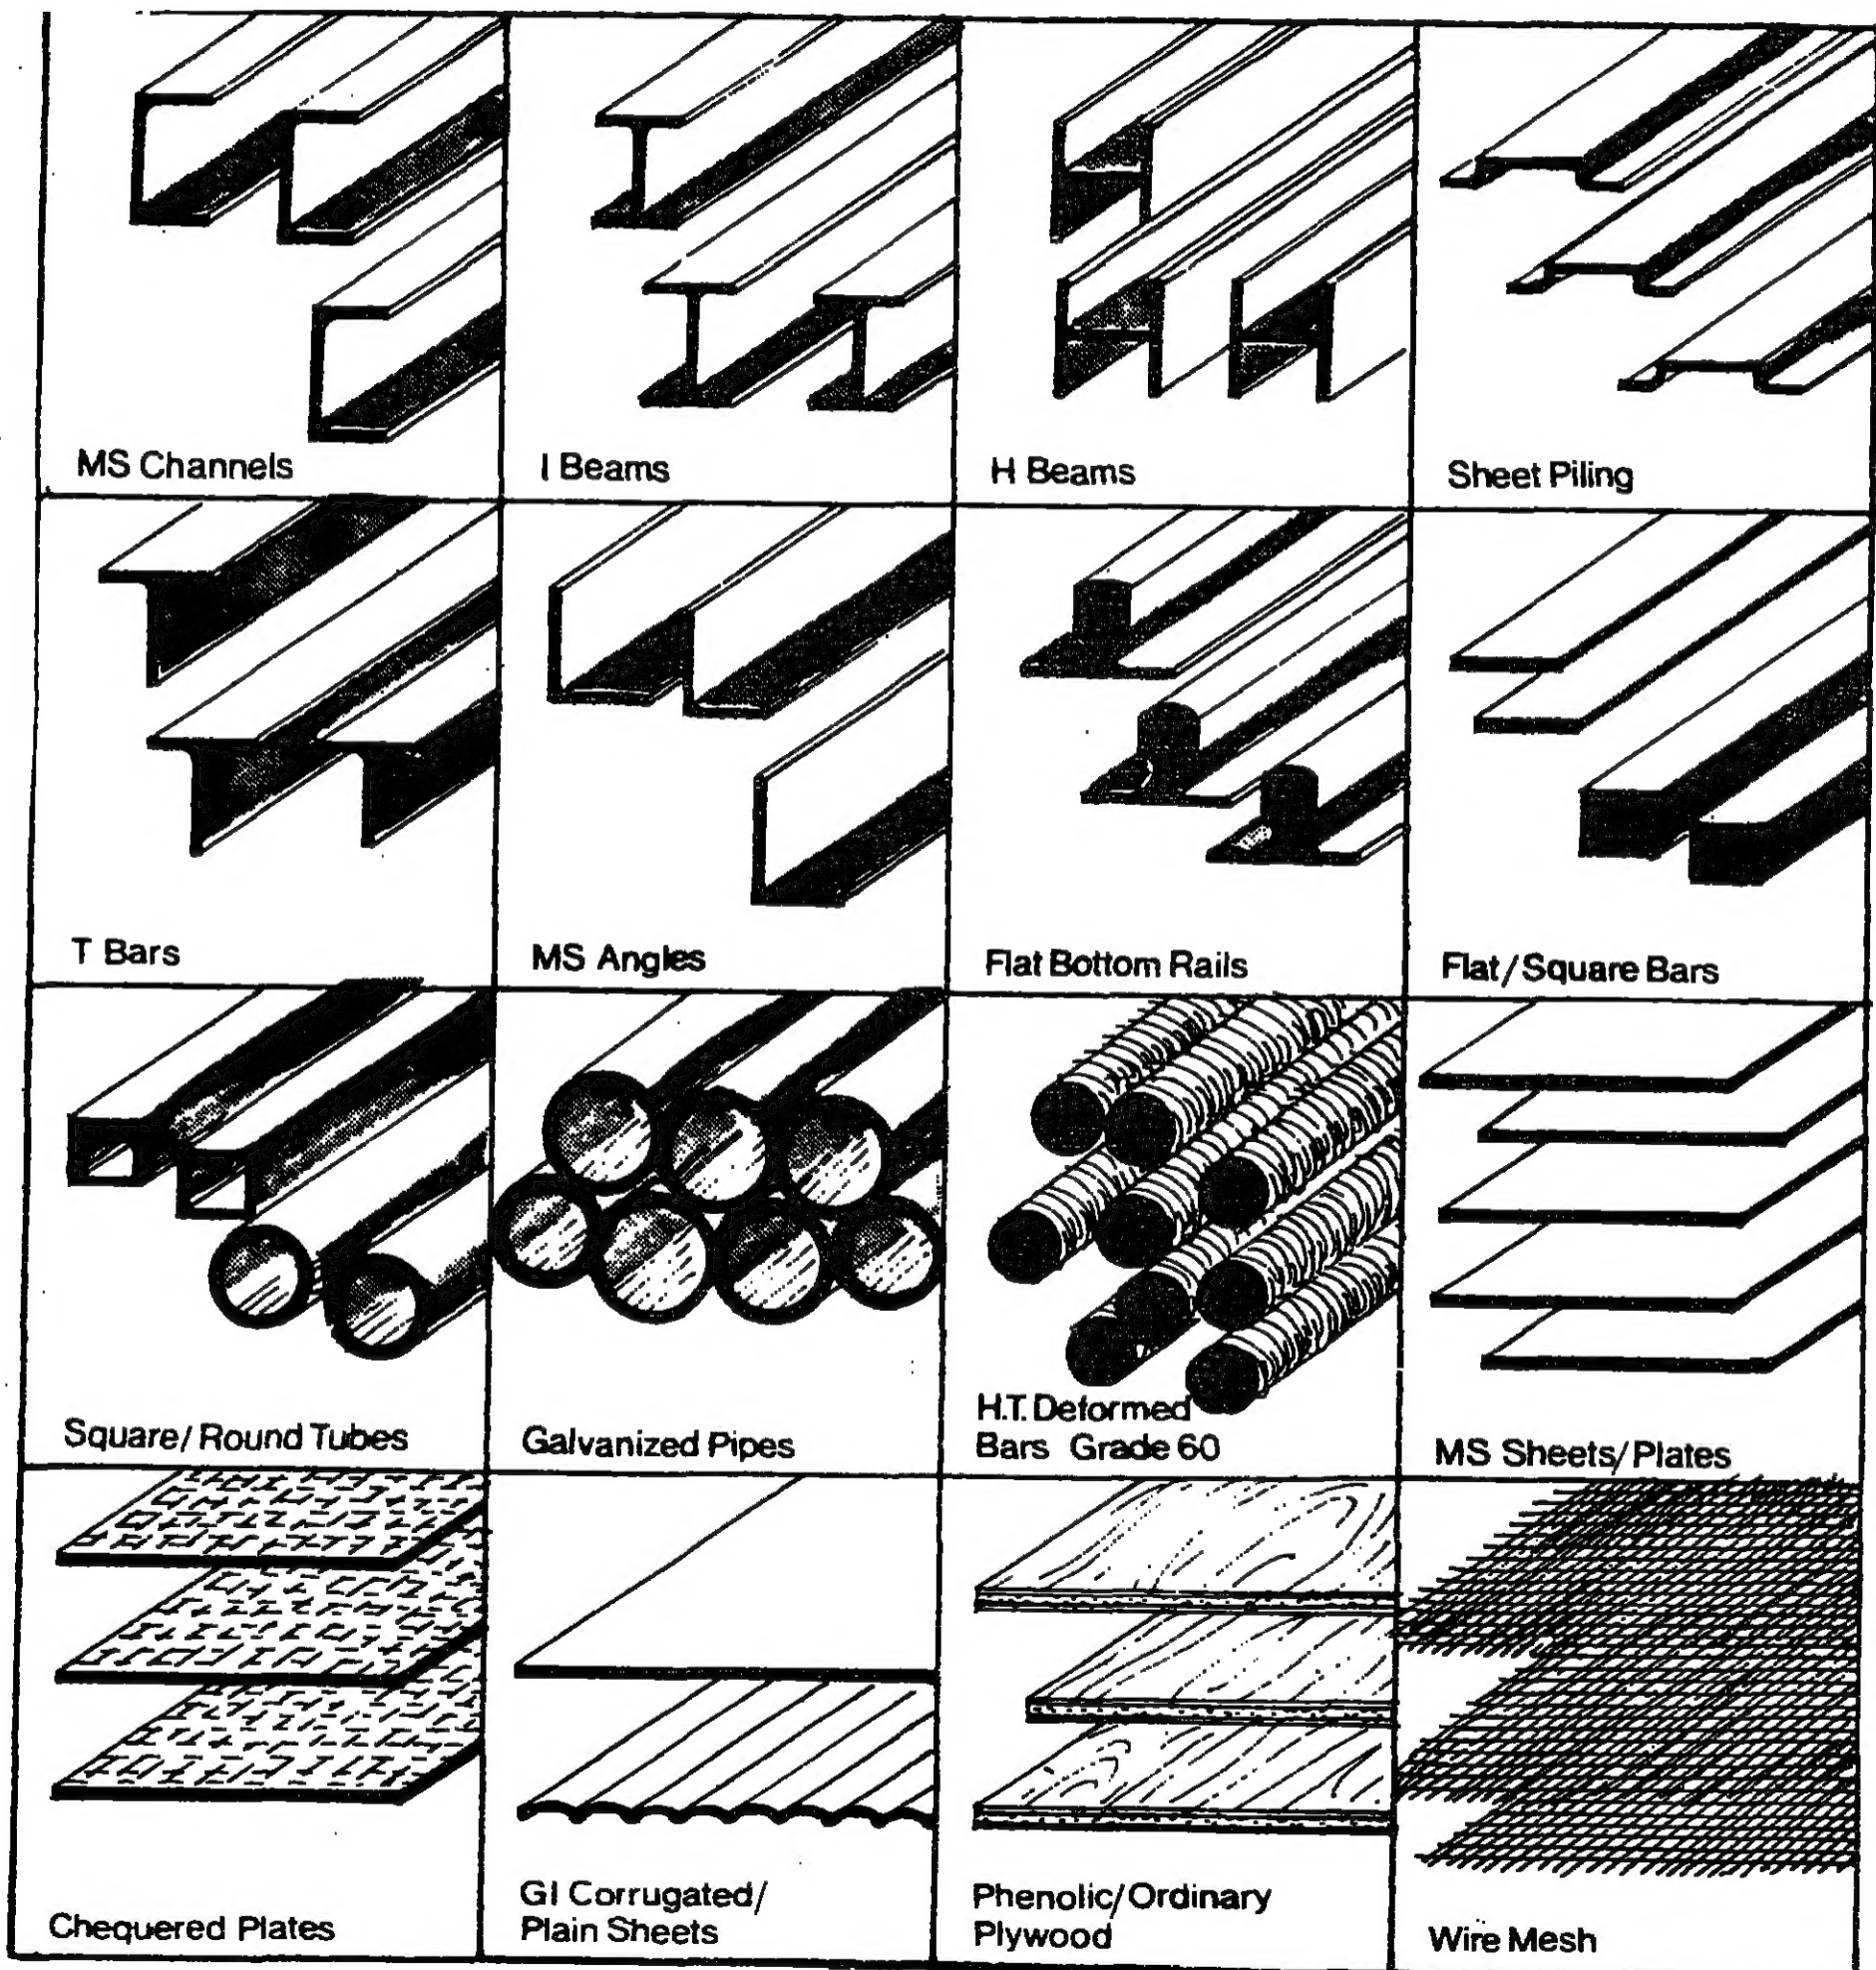 MS Channels
I Beams
H Beams
Sheet Piling
T Bars
MS Angles
Flat Bottom Rails
Flat/Square Bars
Square/Round Tubes
Galvanized Pipes
H.T. Deformed
Bars Grade 60
MS Sheets/Plates
Chequered Plates
GI Corrugated/
Plain Sheets
Phenolic/Ordinary
Plywood
Wire Mesh